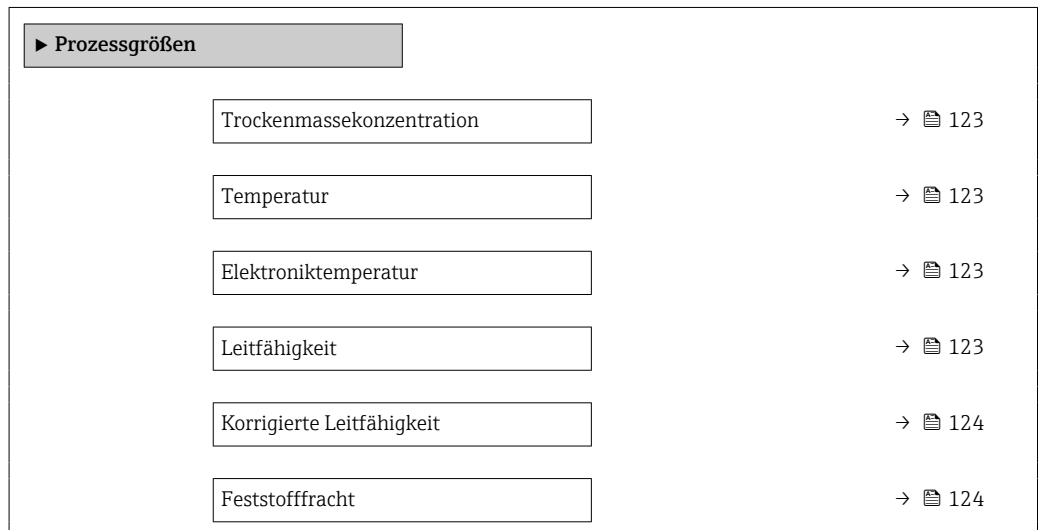 ▶ Prozessgrößen
Trockenmassekonzentration → 123
Temperatur → 123
Elektroniktemperatur → 123
Leitfähigkeit → 123
Korrigierte Leitfähigkeit → 124
Feststofffracht → 124